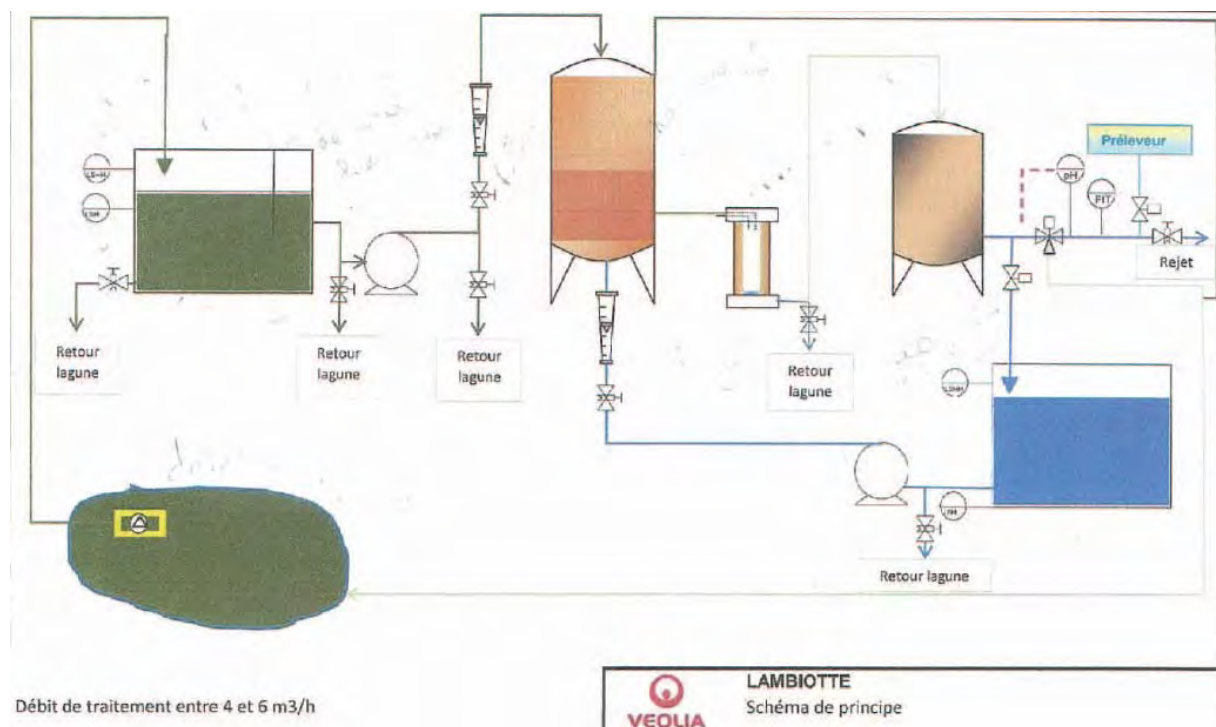 Préleveur
pH
FIT
Rejet
Retour
lagune
Retour
lagune
Retour
lagune
Retour
lagune
LSHH
Retour lagune
Débit de traitement entre 4 et 6 m3/h
VEOLIA
LAMBIOTTE
Schéma de principe